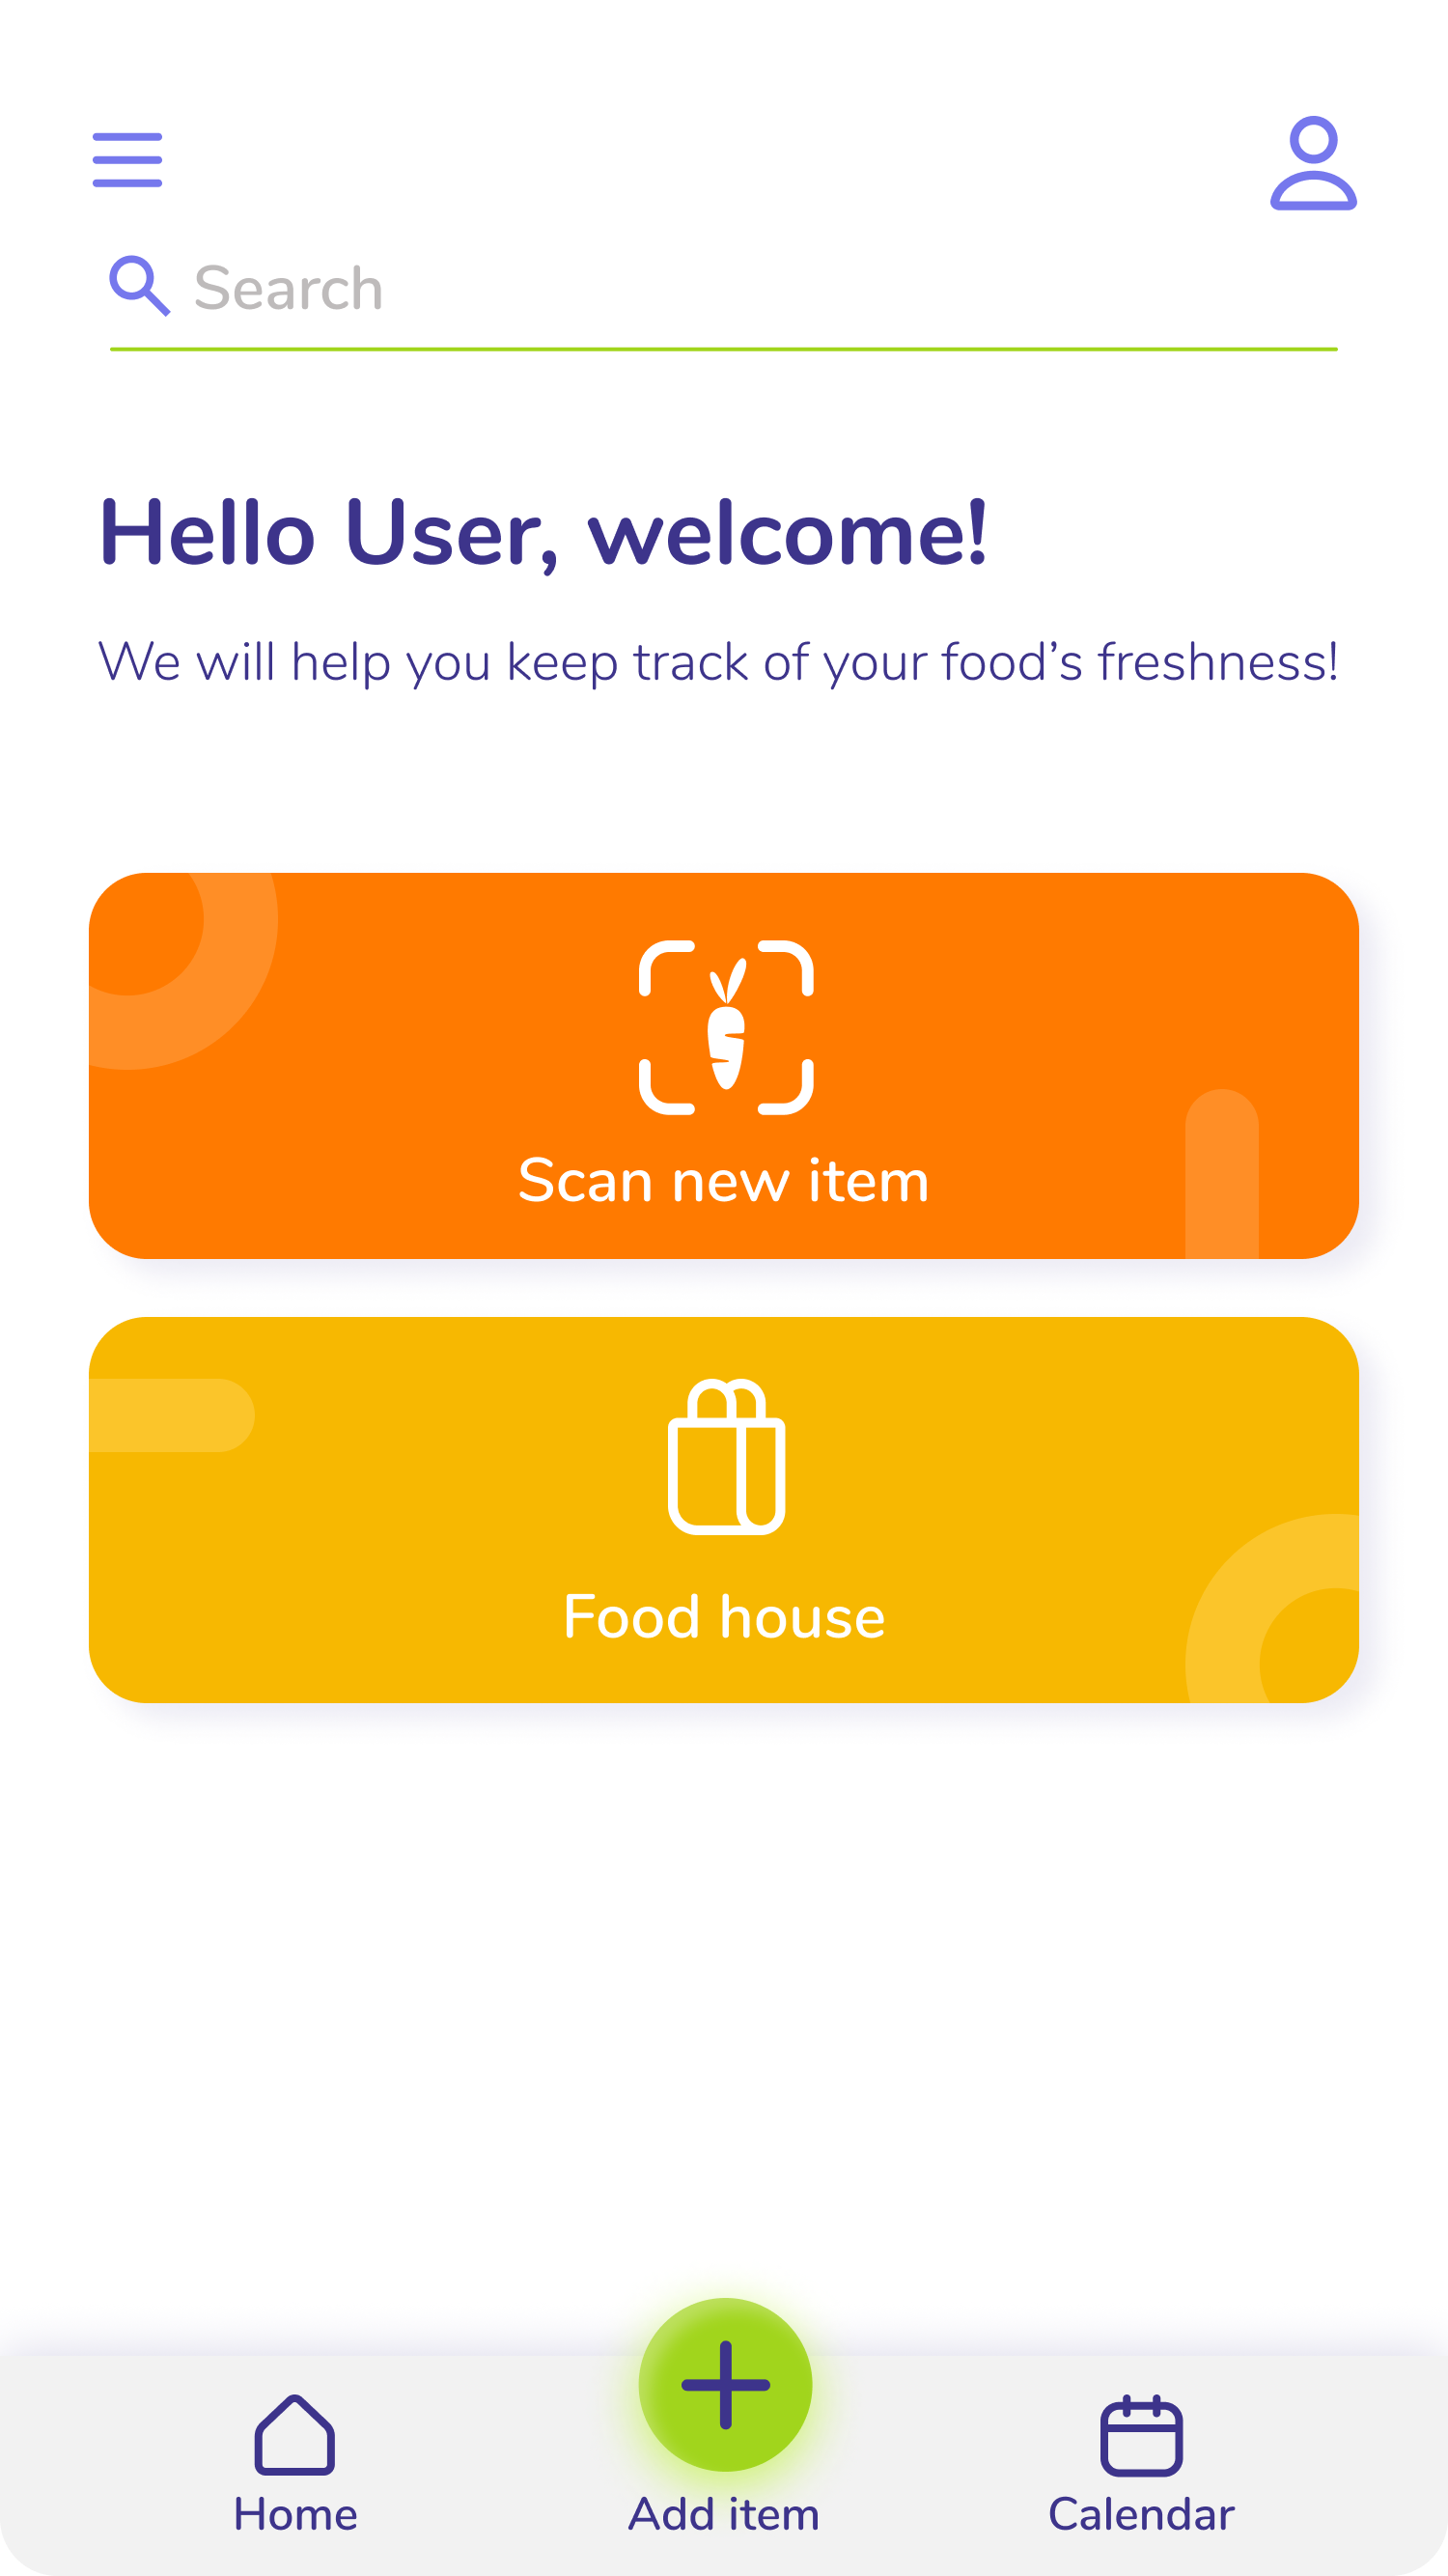 Search
Hello User, welcome!
We will help you keep track of your food’s freshness!
Scan new item
Food house
Home
Add item
Calendar